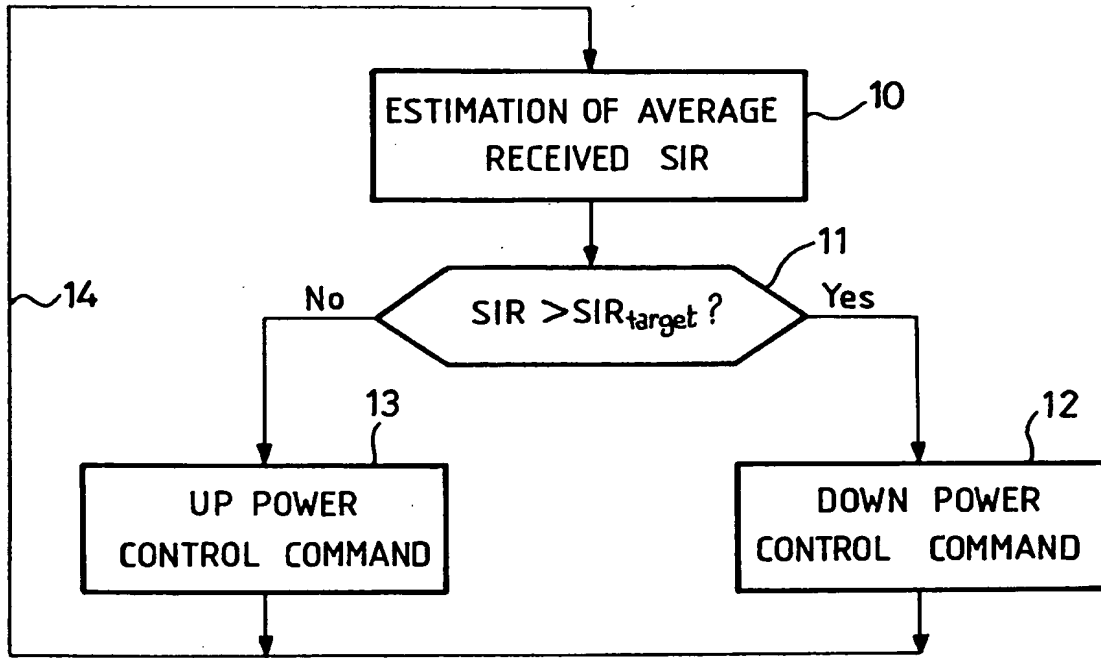 ESTIMATION OF AVERAGE
RECEIVED SIR
10
11
SIR > SIRtarget?
No
Yes
14
13
12
UP POWER
CONTROL COMMAND
DOWN POWER
CONTROL COMMAND